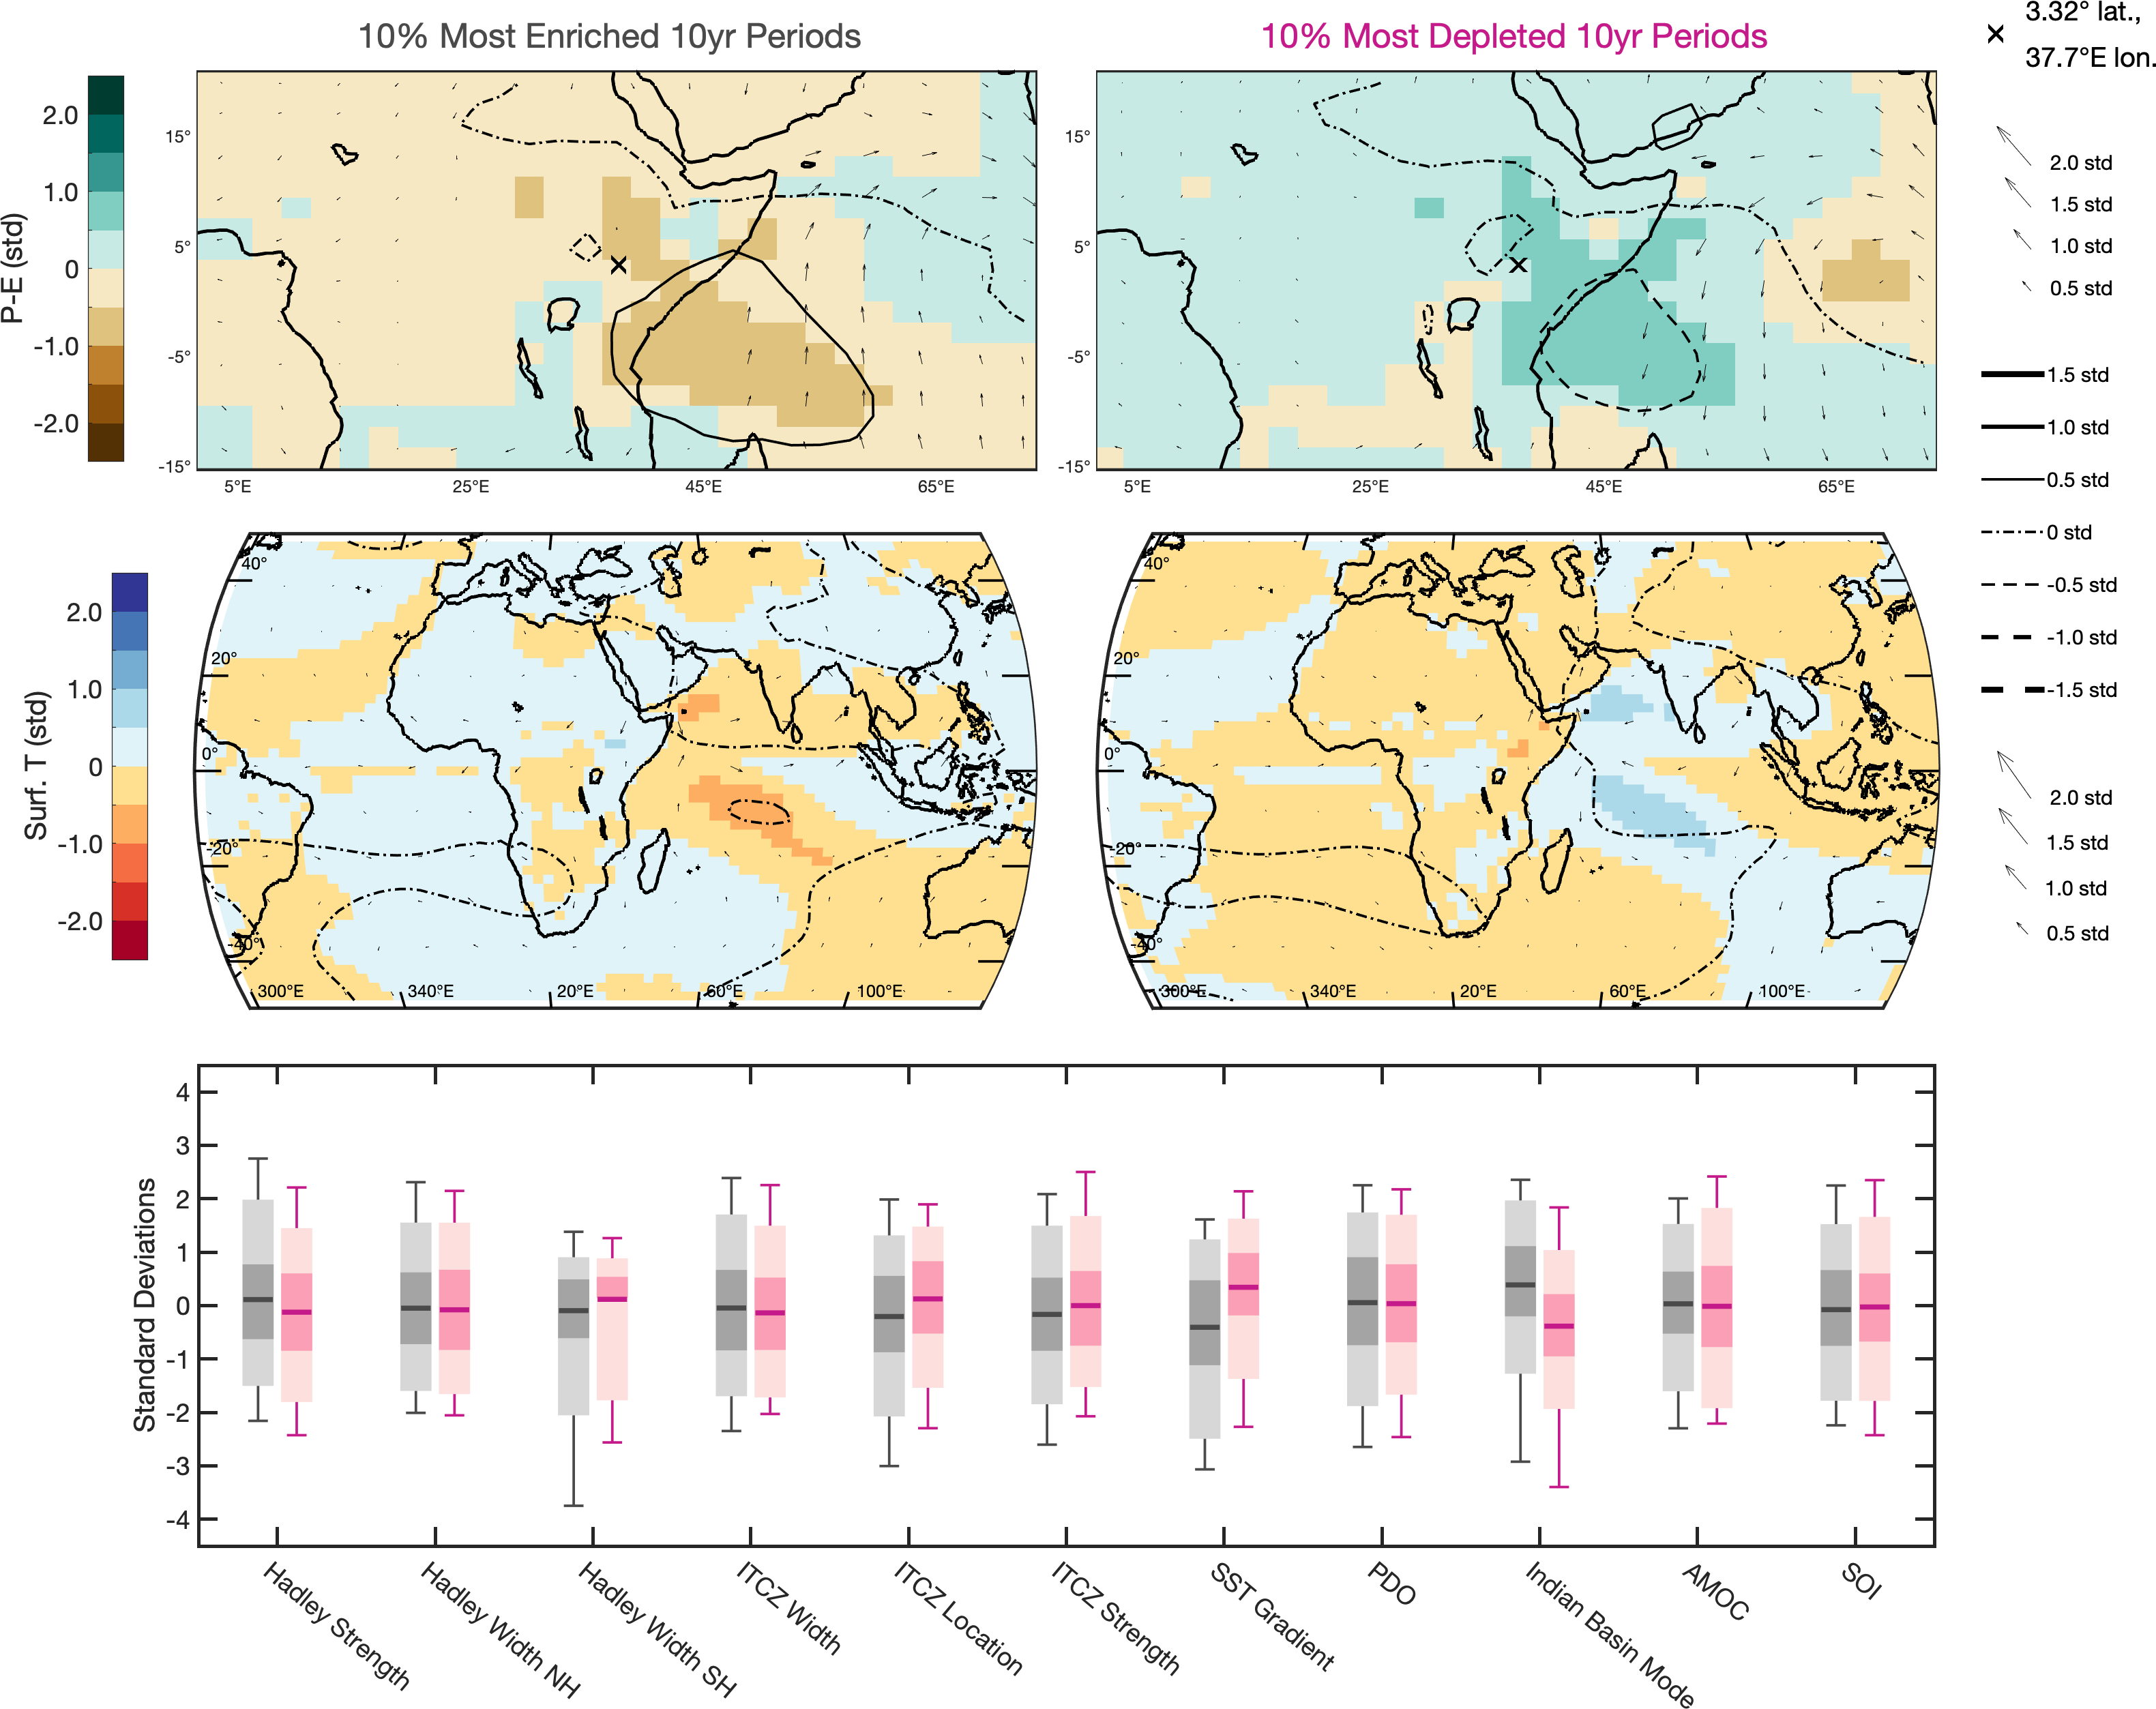 10% Most Enriched 10yr Periods
10% Most Depleted 10yr Periods
3.32° lat.,
37.7°E lon.
P-E (std)
2.0
1.0
0
-1.0
-2.0
15°
5°
-5°
-15°
5°E
25°E
45°E
65°E
15°
5°
-5°
-15°
5°E
25°E
45°E
65°E
2.0 std
1.5 std
1.0 std
0.5 std
1.5 std
1.0 std
0.5 std
0 std
-0.5 std
-1.0 std
-1.5 std
Surf. T (std)
2.0
1.0
0
-1.0
-2.0
40°
20°
0°
-20°
-40°
300°E
340°E
20°E
60°E
100°E
40°
20°
0°
-20°
-40°
300°E
340°E
20°E
60°E
100°E
2.0 std
1.5 std
1.0 std
0.5 std
Standard Deviations
4
3
2
1
0
-1
-2
-3
-4
Hadley Strength
Hadley Width NH
Hadley Width SH
ITCZ Width
ITCZ Location
ITCZ Strength
SST Gradient
PDO
Indian Basin Mode
AMOC
SOI